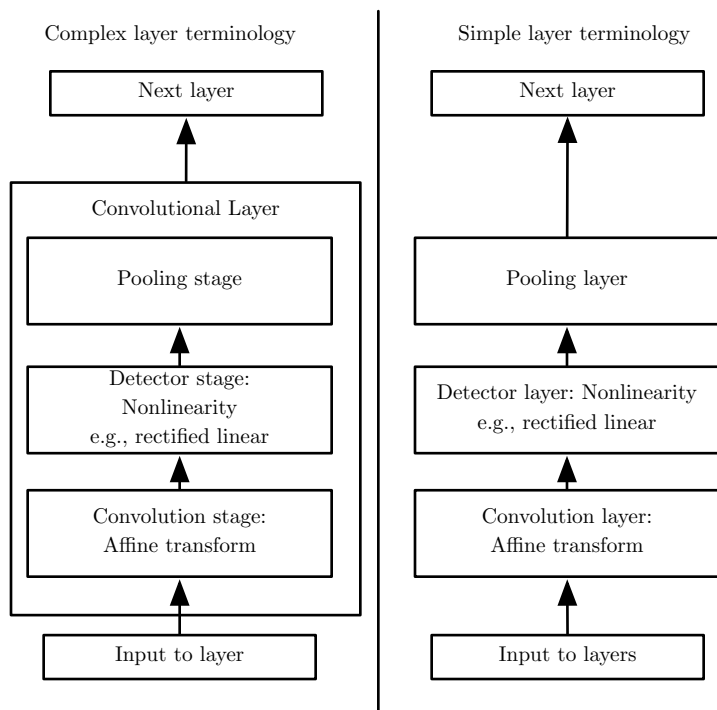 Complex layer terminology
Next layer
Convolutional Layer
Pooling stage
Detector stage:
Nonlinearity
e.g., rectified linear
Convolution stage:
Affine transform
Input to layer
Simple layer terminology
Next layer
Pooling layer
Detector layer: Nonlinearity
e.g., rectified linear
Convolution layer:
Affine transform
Input to layers